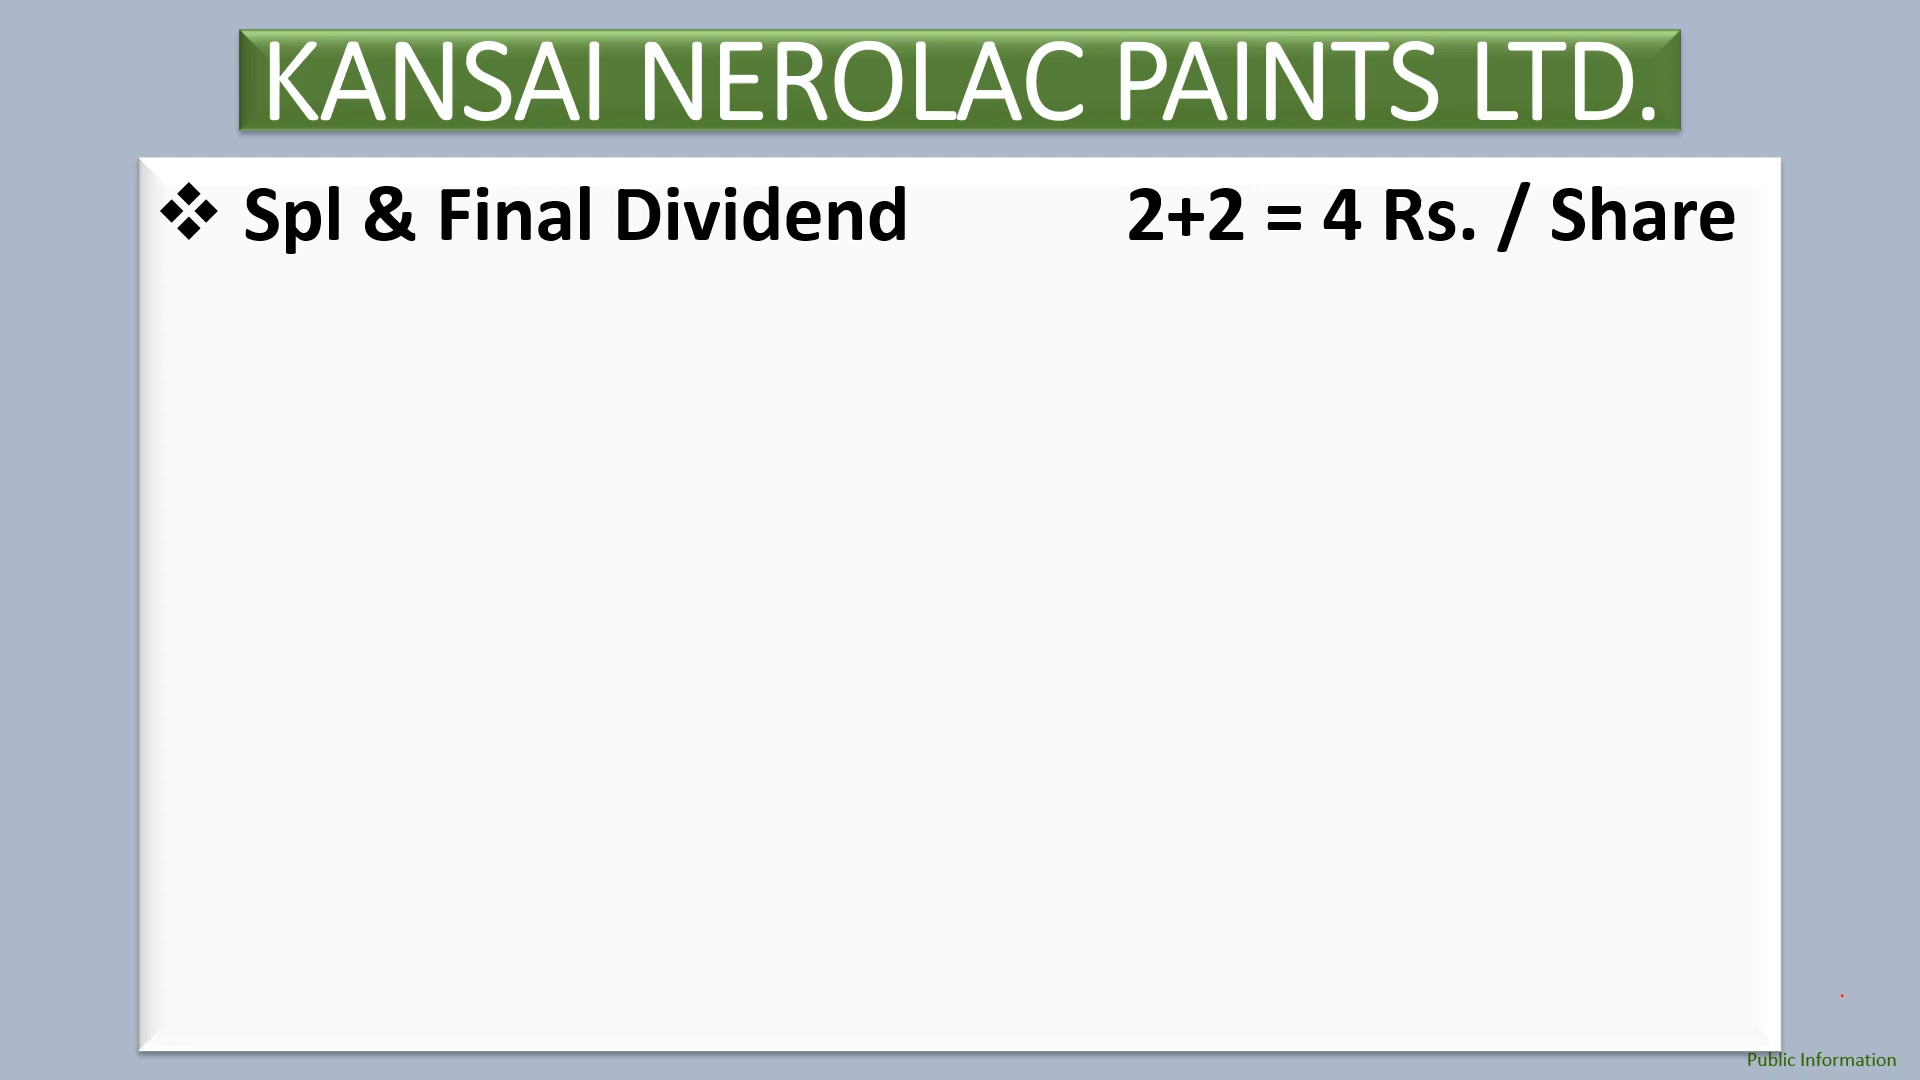 KANSAI NEROLAC PAINTS LTD.
❖ Spl & Final Dividend 2+2 = 4 Rs. / Share
Public Information